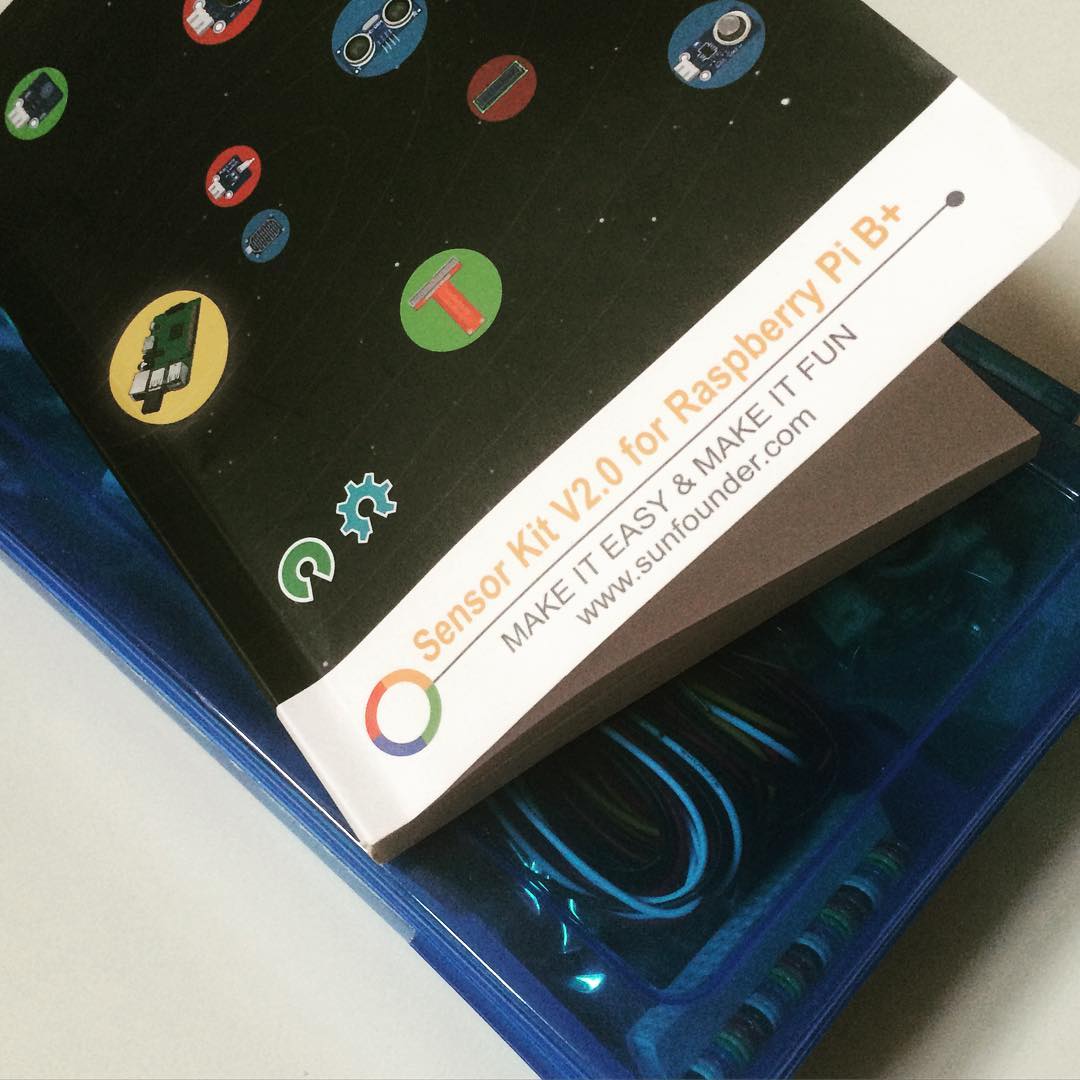 Sensor Kit V2.0 for Raspberry Pi B+
MAKE IT EASY & MAKE IT FUN
www.sunfounder.com